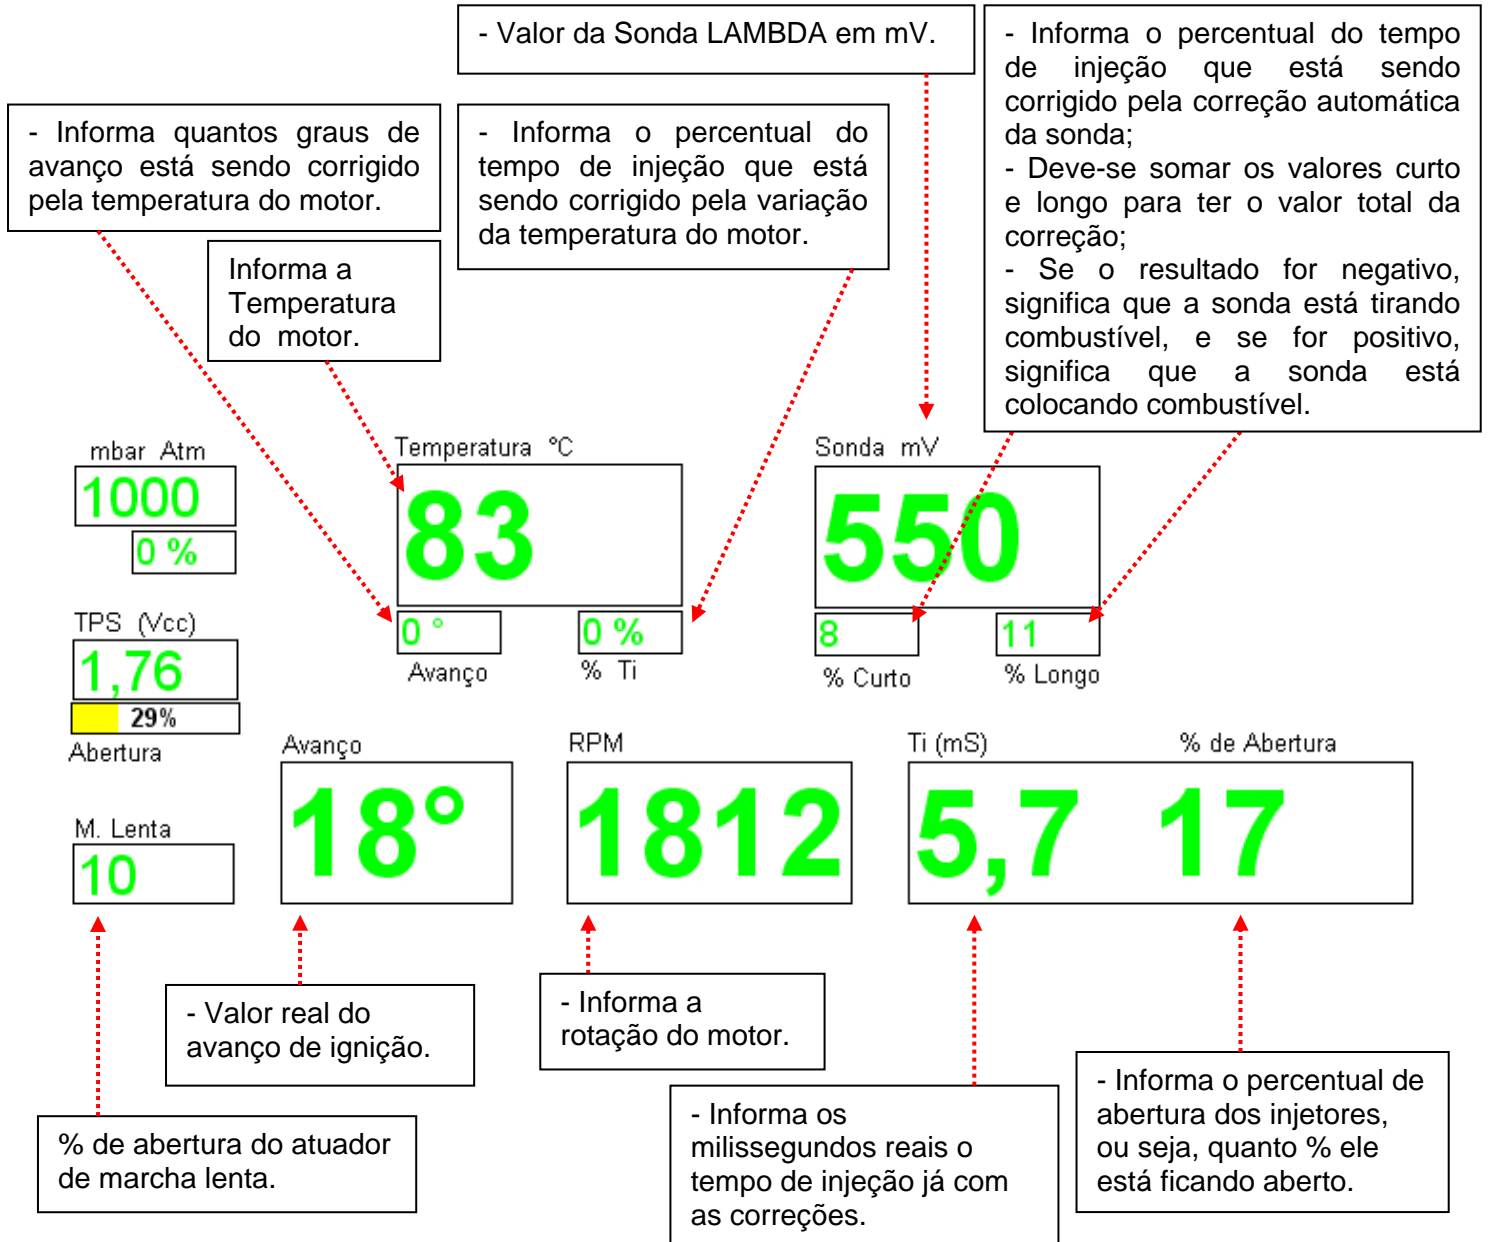 - Valor da Sonda LAMBDA em mV.
- Informa o percentual do tempo
de injeção que está sendo
corrigido pela correção automática
da sonda;
- Deve-se somar os valores curto
e longo para ter o valor total da
correção;
- Se o resultado for negativo,
significa que a sonda está tirando
combustível, e se for positivo,
significa que a sonda está
colocando combustível.
- Informa quantos graus de
avanço está sendo corrigido
pela temperatura do motor.
- Informa o percentual do
tempo de injeção que está
sendo corrigido pela variação
da temperatura do motor.
Informa a
Temperatura
do motor.
mbar Atm
1000
0 %
Temperatura °C
83
0 °
Avanço
0 %
% Ti
Sonda mV
550
8
% Curto
11
% Longo
TPS (Vcc)
1,76
29%
Abertura
M. Lenta
10
Avanço
18°
RPM
1812
Ti (mS)
% de Abertura
5,7
17
- Valor real do
avanço de ignição.
- Informa a
rotação do motor.
% de abertura do atuador
de marcha lenta.
- Informa os
milissegundos reais o
tempo de injeção já com
as correções.
- Informa o percentual de
abertura dos injetores,
ou seja, quanto % ele
está ficando aberto.